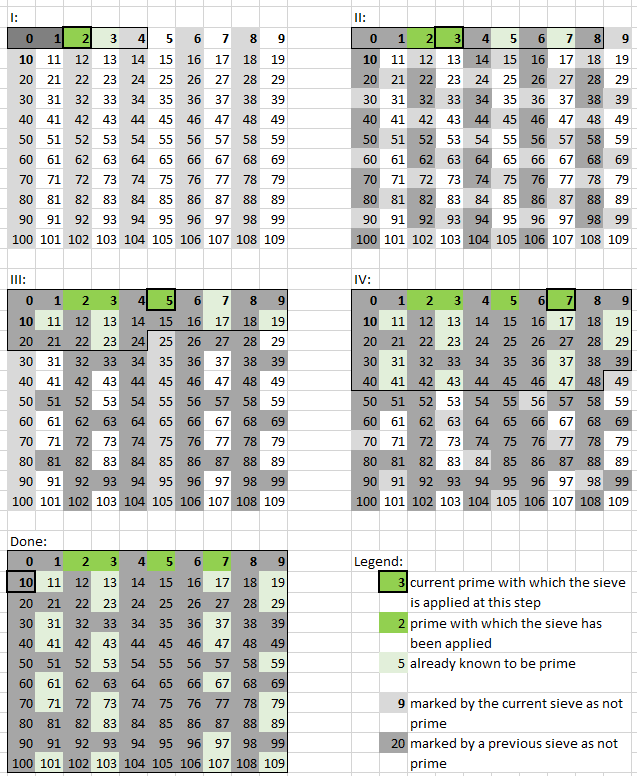 I:
0 1 2 3 4 5 6 7 8 9
10 11 12 13 14 15 16 17 18 19
20 21 22 23 24 25 26 27 28 29
30 31 32 33 34 35 36 37 38 39
40 41 42 43 44 45 46 47 48 49
50 51 52 53 54 55 56 57 58 59
60 61 62 63 64 65 66 67 68 69
70 71 72 73 74 75 76 77 78 79
80 81 82 83 84 85 86 87 88 89
90 91 92 93 94 95 96 97 98 99
100 101 102 103 104 105 106 107 108 109
II:
0 1 2 3 4 5 6 7 8 9
10 11 12 13 14 15 16 17 18 19
20 21 22 23 24 25 26 27 28 29
30 31 32 33 34 35 36 37 38 39
40 41 42 43 44 45 46 47 48 49
50 51 52 53 54 55 56 57 58 59
60 61 62 63 64 65 66 67 68 69
70 71 72 73 74 75 76 77 78 79
80 81 82 83 84 85 86 87 88 89
90 91 92 93 94 95 96 97 98 99
100 101 102 103 104 105 106 107 108 109
III:
0 1 2 3 4 5 6 7 8 9
10 11 12 13 14 15 16 17 18 19
20 21 22 23 24 25 26 27 28 29
30 31 32 33 34 35 36 37 38 39
40 41 42 43 44 45 46 47 48 49
50 51 52 53 54 55 56 57 58 59
60 61 62 63 64 65 66 67 68 69
70 71 72 73 74 75 76 77 78 79
80 81 82 83 84 85 86 87 88 89
90 91 92 93 94 95 96 97 98 99
100 101 102 103 104 105 106 107 108 109
IV:
0 1 2 3 4 5 6 7 8 9
10 11 12 13 14 15 16 17 18 19
20 21 22 23 24 25 26 27 28 29
30 31 32 33 34 35 36 37 38 39
40 41 42 43 44 45 46 47 48 49
50 51 52 53 54 55 56 57 58 59
60 61 62 63 64 65 66 67 68 69
70 71 72 73 74 75 76 77 78 79
80 81 82 83 84 85 86 87 88 89
90 91 92 93 94 95 96 97 98 99
100 101 102 103 104 105 106 107 108 109
Done:
0 1 2 3 4 5 6 7 8 9
10 11 12 13 14 15 16 17 18 19
20 21 22 23 24 25 26 27 28 29
30 31 32 33 34 35 36 37 38 39
40 41 42 43 44 45 46 47 48 49
50 51 52 53 54 55 56 57 58 59
60 61 62 63 64 65 66 67 68 69
70 71 72 73 74 75 76 77 78 79
80 81 82 83 84 85 86 87 88 89
90 91 92 93 94 95 96 97 98 99
100 101 102 103 104 105 106 107 108 109
Legend:
3 current prime with which the sieve
is applied at this step
2 prime with which the sieve has
been applied
5 already known to be prime
9 marked by the current sieve as not
prime
20 marked by a previous sieve as not
prime